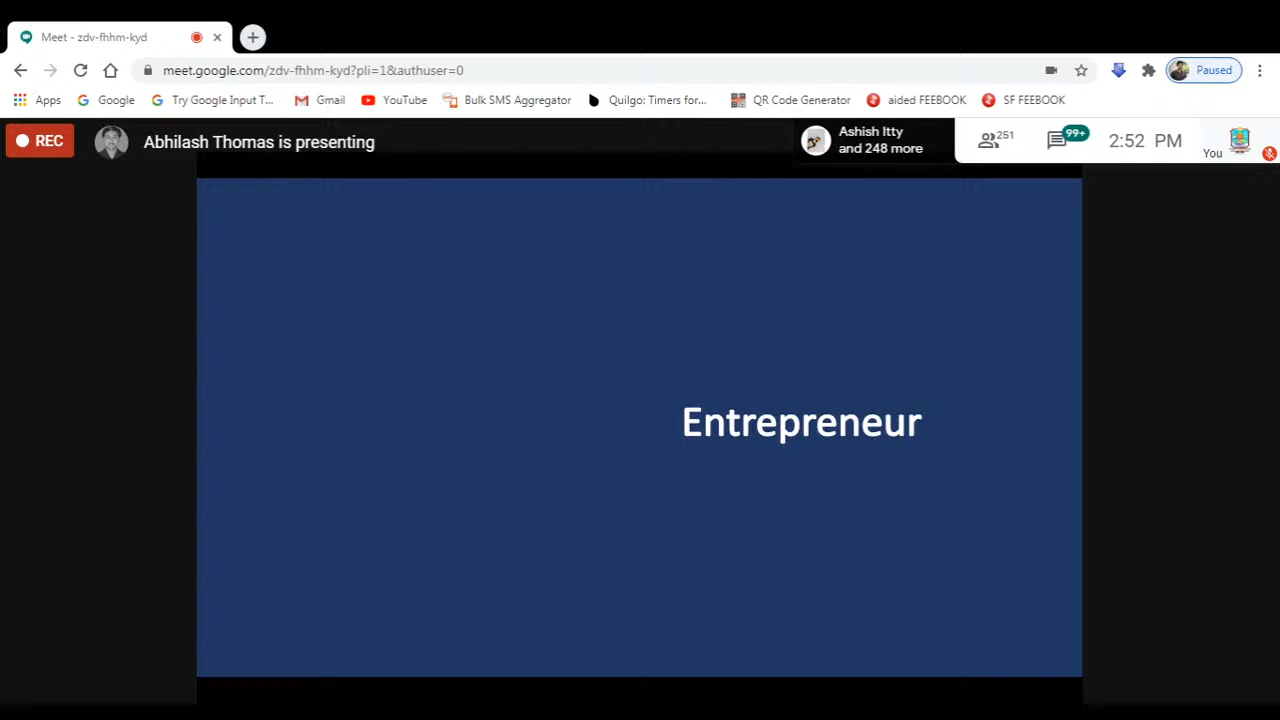 Meet - zdv-fhhm-kyd
meet.google.com/zdv-fhhm-kyd?pli=1&authuser=0
Paused
Apps
Google
Try Google Input T...
Gmail
YouTube
Bulk SMS Aggregator
Quilgo: Timers for...
QR Code Generator
aided FEEBOOK
SF FEEBOOK
REC
Abhilash Thomas is presenting
Ashish Itty
and 248 more
251
99+
2:52 PM
You
Entrepreneur